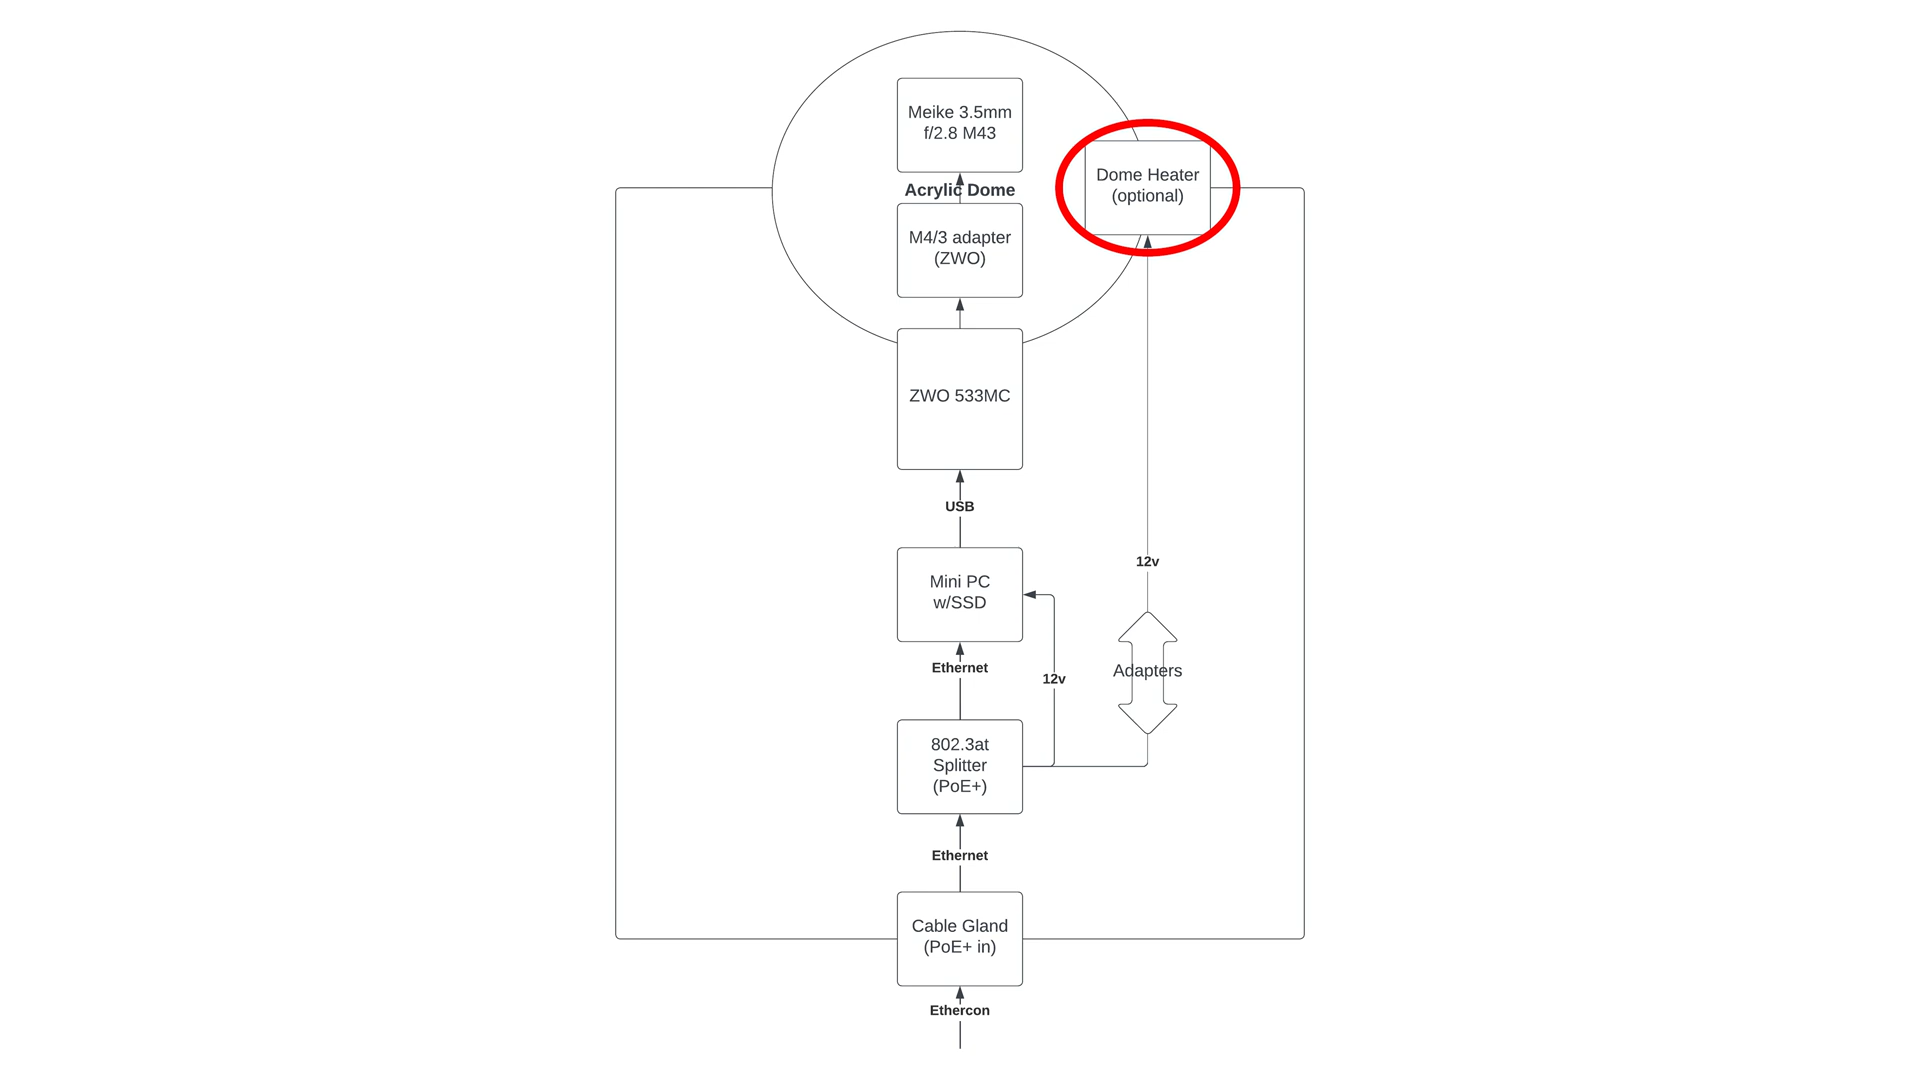 Meike 3.5mm
f/2.8 M43
Acrylic Dome
Dome Heater
(optional)
M4/3 adapter
(ZWO)
ZWO 533MC
USB
12v
Mini PC
w/SSD
Ethernet
12v
Adapters
802.3at
Splitter
(PoE+)
Ethernet
Cable Gland
(PoE+ in)
Ethercon